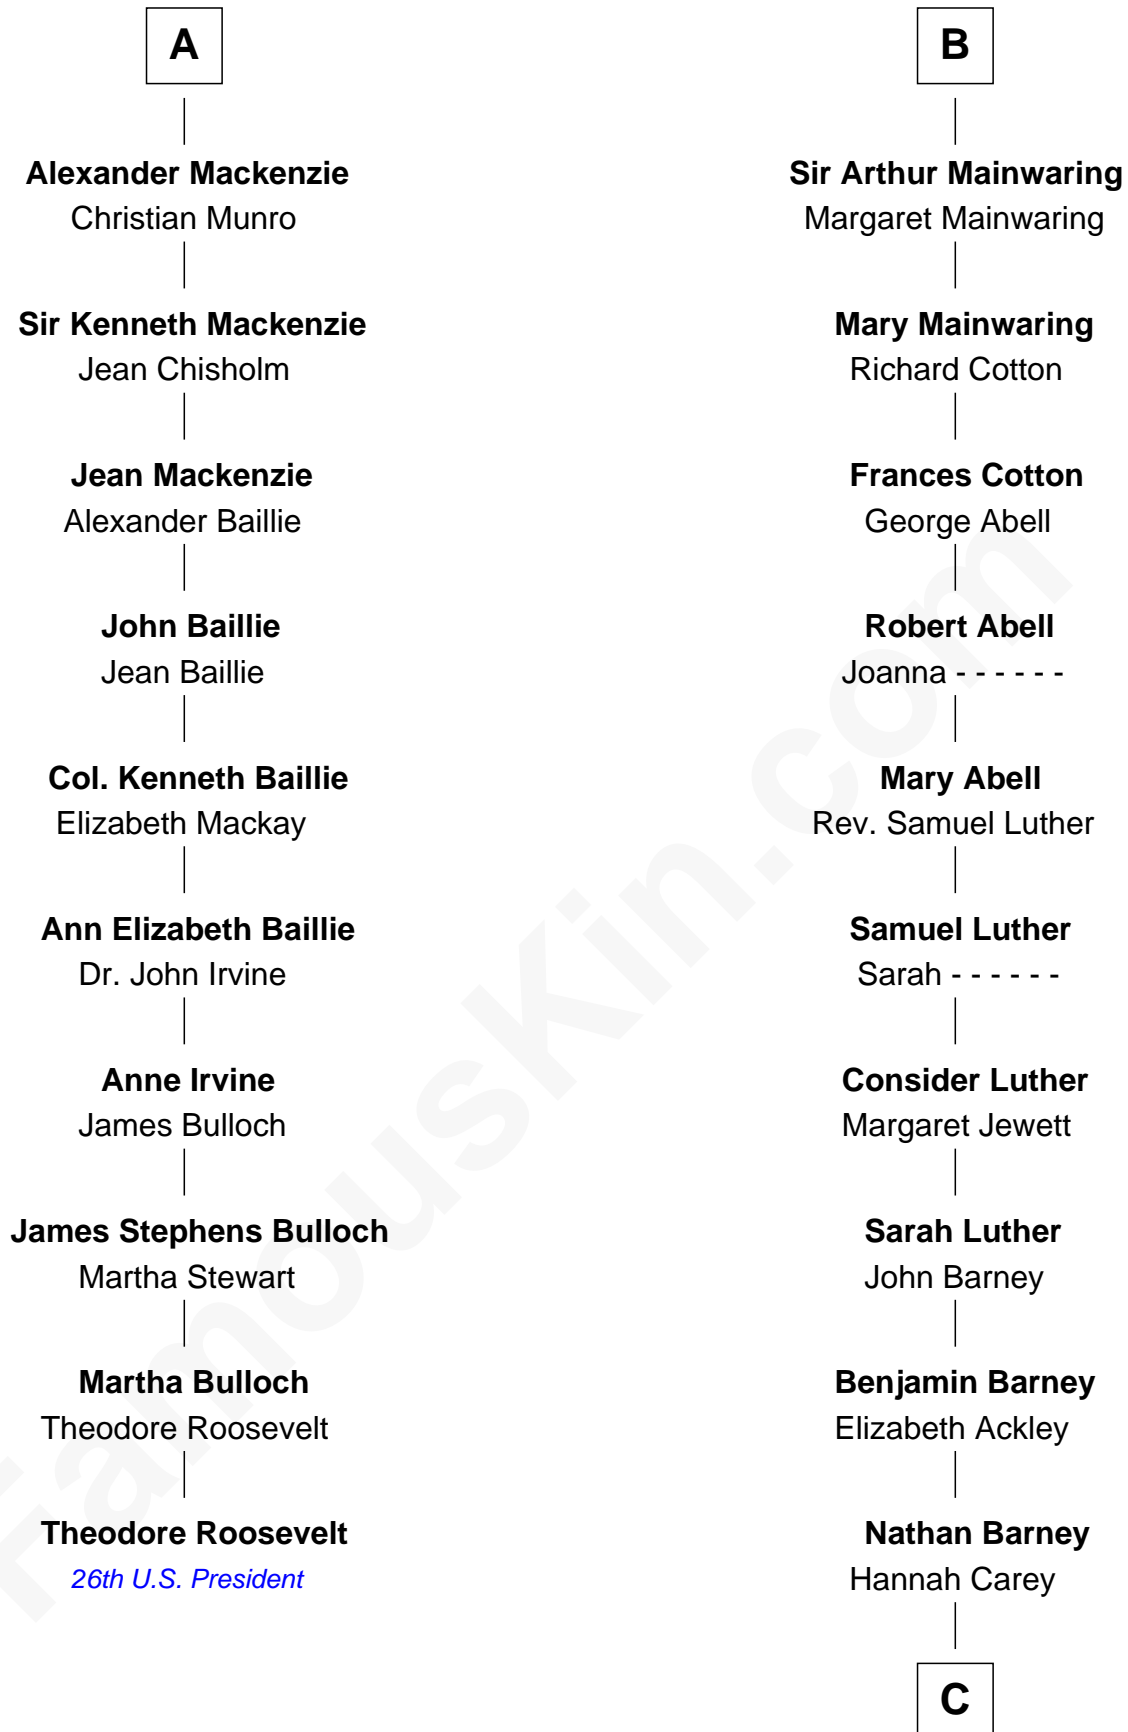 A
Alexander Mackenzie
Christian Munro
Sir Kenneth Mackenzie
Jean Chisholm
Jean Mackenzie
Alexander Baillie
John Baillie
Jean Baillie
Col. Kenneth Baillie
Elizabeth Mackay
Ann Elizabeth Baillie
Dr. John Irvine
Anne Irvine
James Bulloch
James Stephens Bulloch
Martha Stewart
Martha Bulloch
Theodore Roosevelt
Theodore Roosevelt
26th U.S. President
B
Sir Arthur Mainwaring
Margaret Mainwaring
Mary Mainwaring
Richard Cotton
Frances Cotton
George Abell
Robert Abell
Joanna - - - - - -
Mary Abell
Rev. Samuel Luther
Samuel Luther
Sarah - - - - - -
Consider Luther
Margaret Jewett
Sarah Luther
John Barney
Benjamin Barney
Elizabeth Ackley
Nathan Barney
Hannah Carey
C
FamousKin.com